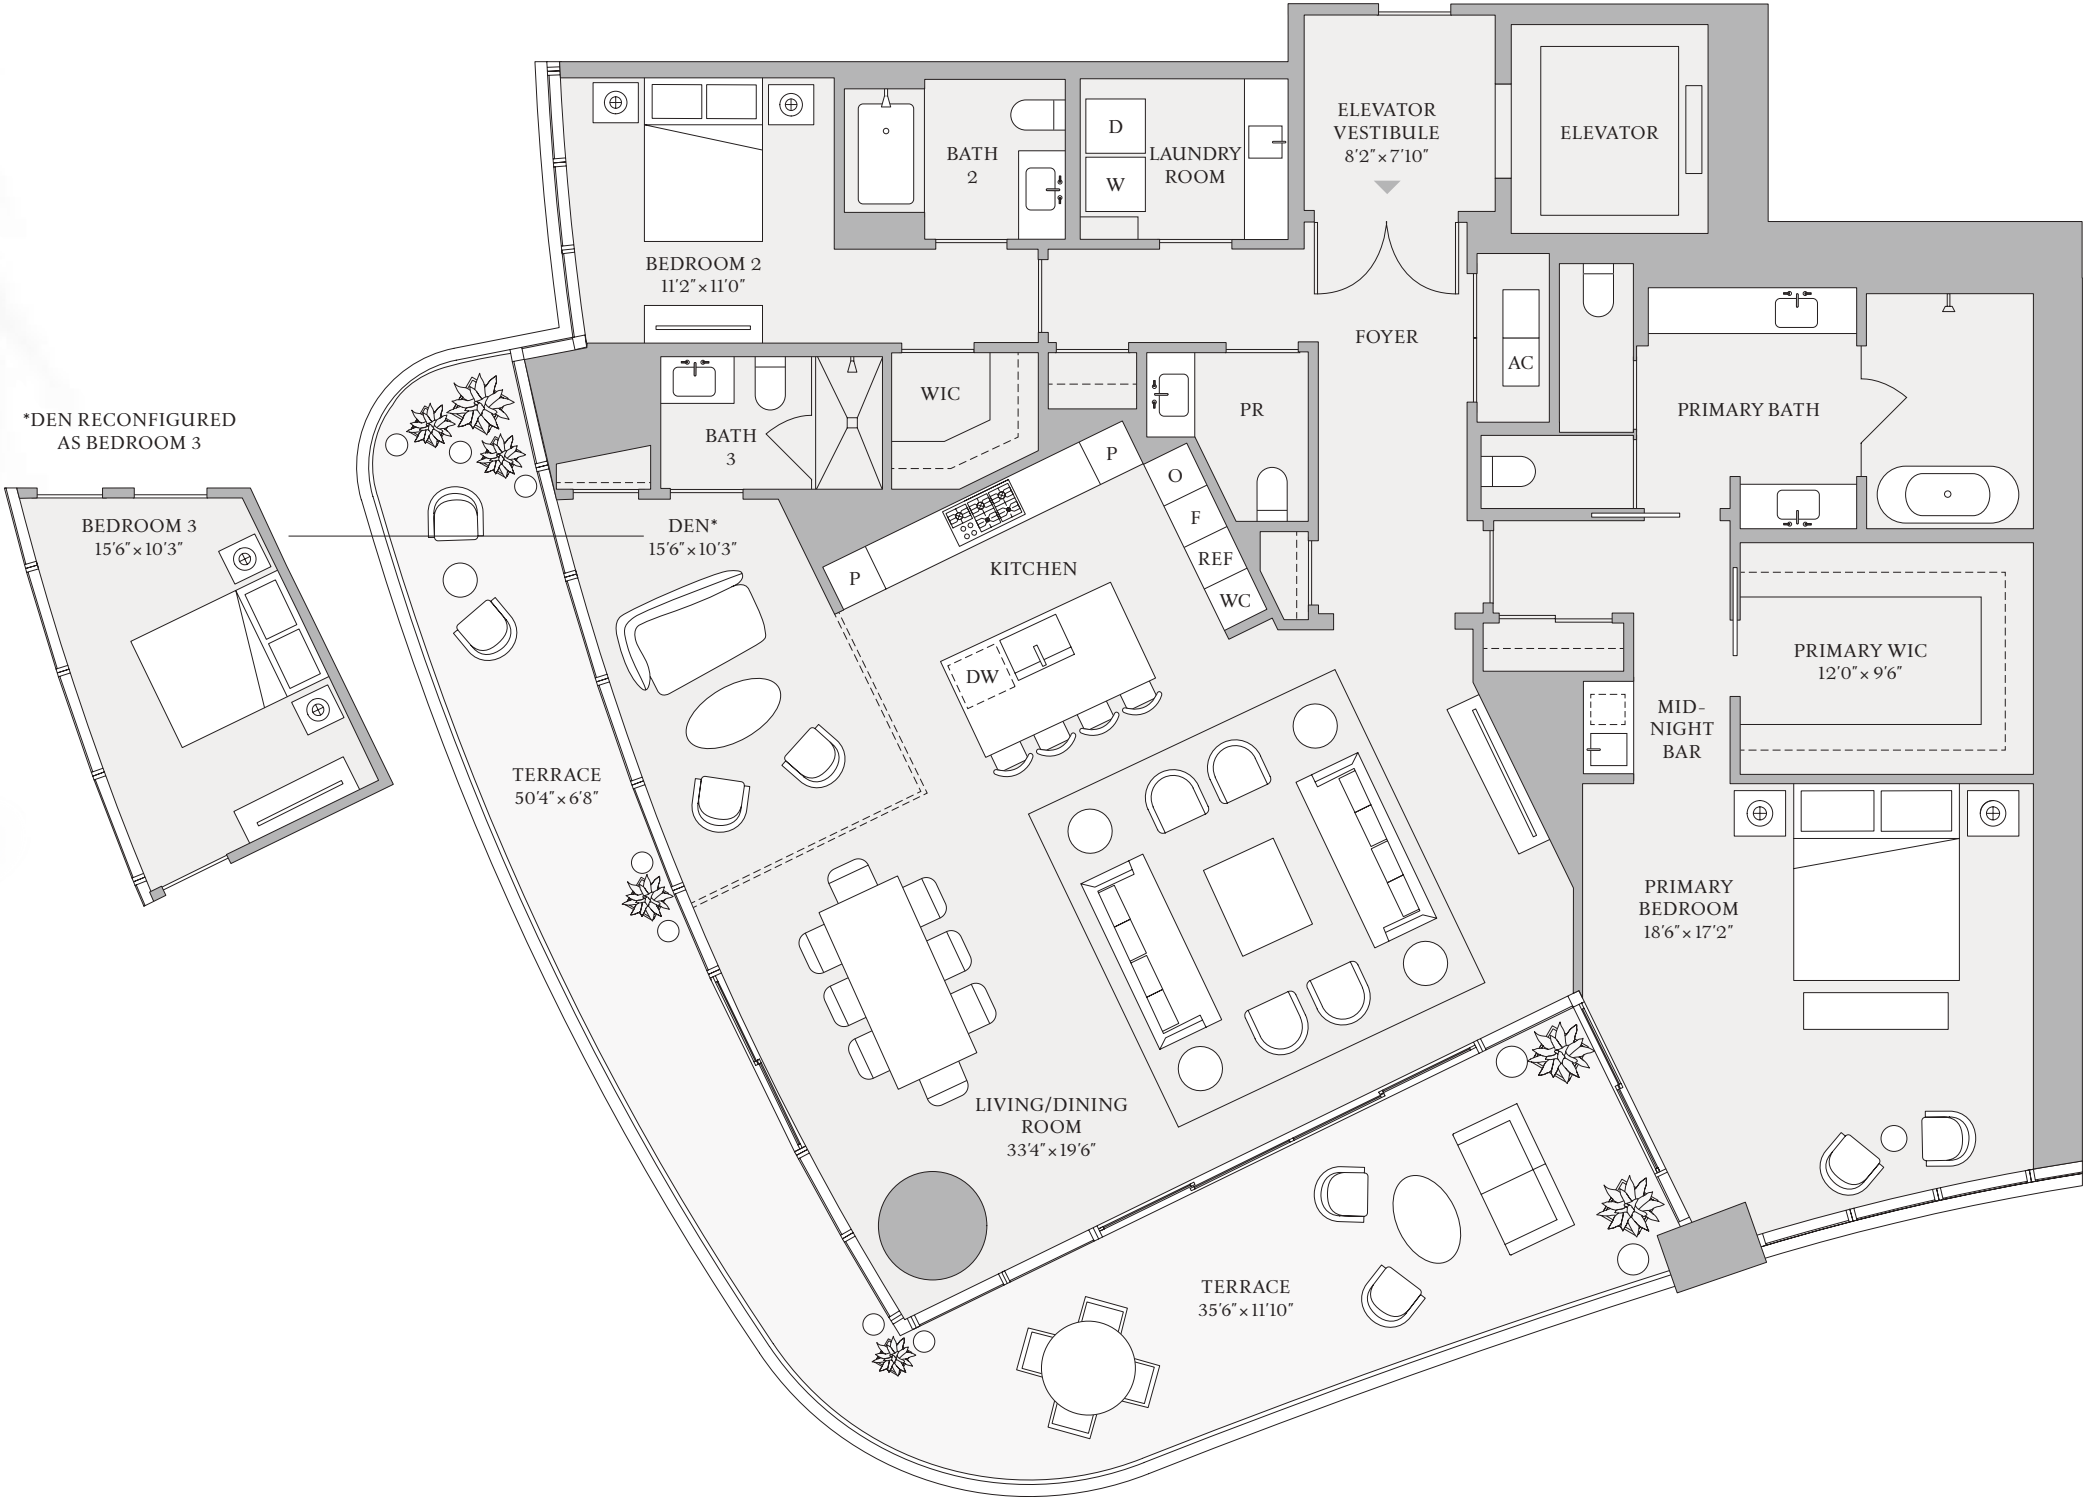 ELEVATOR
VESTIBULE
8'2" × 7'10"
ELEVATOR
D
W
LAUNDRY
ROOM
BATH
2
BEDROOM 2
11'2" × 11'0"
FOYER
AC
WIC
PR
PRIMARY BATH
*DEN RECONFIGURED
AS BEDROOM 3
BATH
3
P
O
F
REF
WC
BEDROOM 3
15'6" × 10'3"
DEN*
15'6" × 10'3"
P
KITCHEN
DW
PRIMARY WIC
12'0" × 9'6"
MID-
NIGHT
BAR
TERRACE
50'4" × 6'8"
PRIMARY
BEDROOM
18'6" × 17'2"
LIVING/DINING
ROOM
33'4" × 19'6"
TERRACE
35'6" × 11'10"